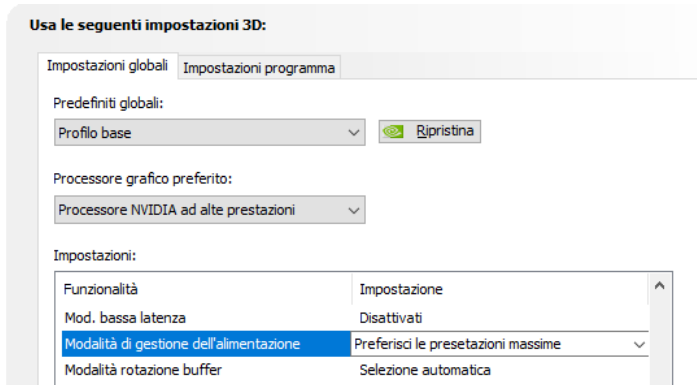 Usa le seguenti impostazioni 3D:
Impostazioni globali Impostazioni programma
Predefiniti globali:
Profilo base Ripristina
Processore grafico preferito:
Processore NVIDIA ad alte prestazioni
Impostazioni:
Funzionalità Impostazione
Mod. bassa latenza Disattivati
Modalità di gestione dell'alimentazione Preferisci le presetazioni massime
Modalità rotazione buffer Selezione automatica